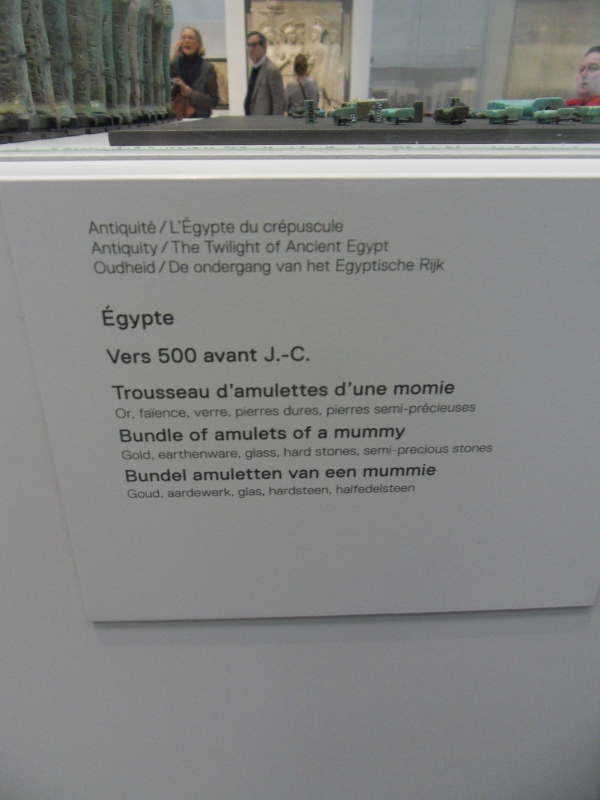 Antiquité / L'Égypte du crépuscule
Antiquity / The Twilight of Ancient Egypt
Oudheid / De ondergang van het Egyptische Rijk
Égypte
Vers 500 avant J.-C.
Trousseau d'amulettes d'une momie
Or, faïence, verre, pierres dures, pierres semi-précieuses
Bundle of amulets of a mummy
Gold, earthenware, glass, hard stones, semi-precious stones
Bundel amuletten van een mummie
Goud, aardewerk, glas, hardsteen, halfedelsteen